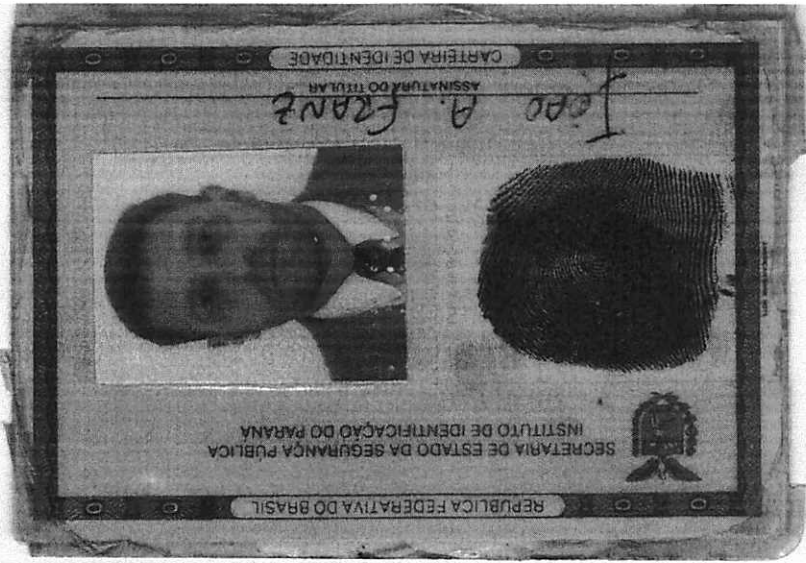 REPÚBLICA FEDERATIVA DO BRASIL
SECRETARIA DE ESTADO DA SEGURANÇA PÚBLICA
INSTITUTO DE IDENTIFICAÇÃO DO PARANÁ
João A. FRANZ
ASSINATURA DO TITULAR
CARTEIRA DE IDENTIDADE